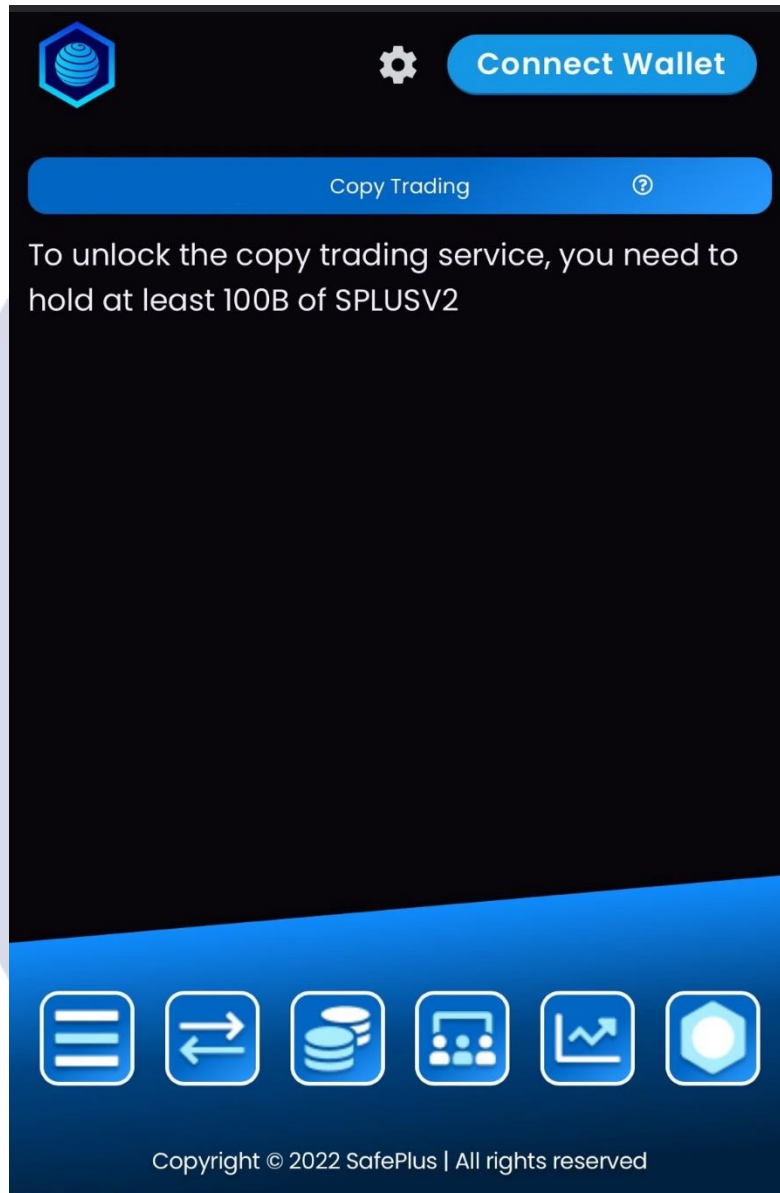 Connect Wallet
Copy Trading
To unlock the copy trading service, you need to
hold at least 100B of SPLUSV2
Copyright © 2022 SafePlus | All rights reserved